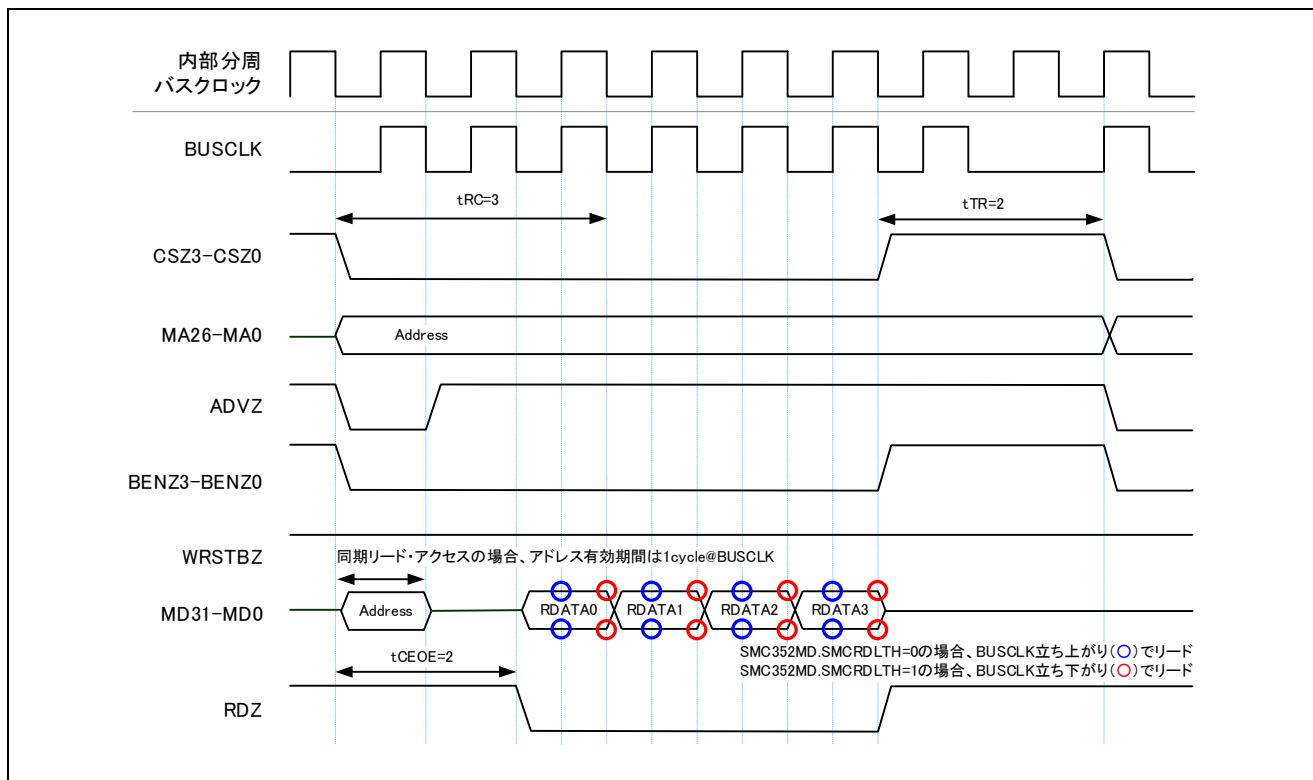 内部分周
バスクロック
BUSCLK
tRC=3
tTR=2
CSZ3-CSZ0
MA26-MA0
Address
ADVZ
BENZ3-BENZ0
WRSTBZ
同期リード・アクセスの場合、アドレス有効期間は1cycle@BUSCLK
MD31-MD0
Address
RDATA0
RDATA1
RDATA2
RDATA3
SMC352MD.SMCRDLTH=0の場合、BUSCLK立ち上がり(○)でリード
SMC352MD.SMCRDLTH=1の場合、BUSCLK立ち下がり(○)でリード
tCEOE=2
RDZ